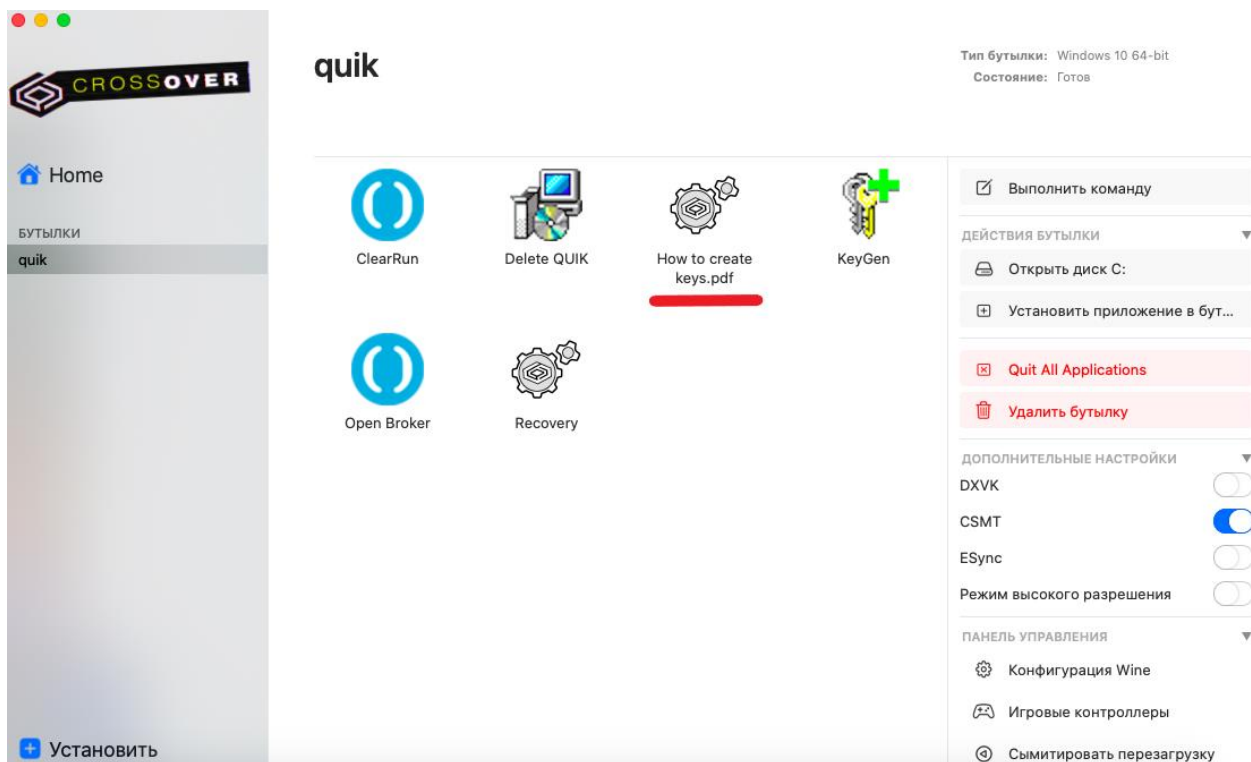 CROSSOVER
Home
БУТЫЛКИ
quik
Установить
quik
Тип бутылки: Windows 10 64-bit
Состояние: Готов
ClearRun
Delete QUIK
How to create
keys.pdf
KeyGen
Open Broker
Recovery
Выполнить команду
ДЕЙСТВИЯ БУТЫЛКИ
Открыть диск C:
Установить приложение в бут...
Quit All Applications
Удалить бутылку
ДОПОЛНИТЕЛЬНЫЕ НАСТРОЙКИ
DXVK
CSMT
ESync
Режим высокого разрешения
ПАНЕЛЬ УПРАВЛЕНИЯ
Конфигурация Wine
Игровые контроллеры
Сымитировать перезагрузку